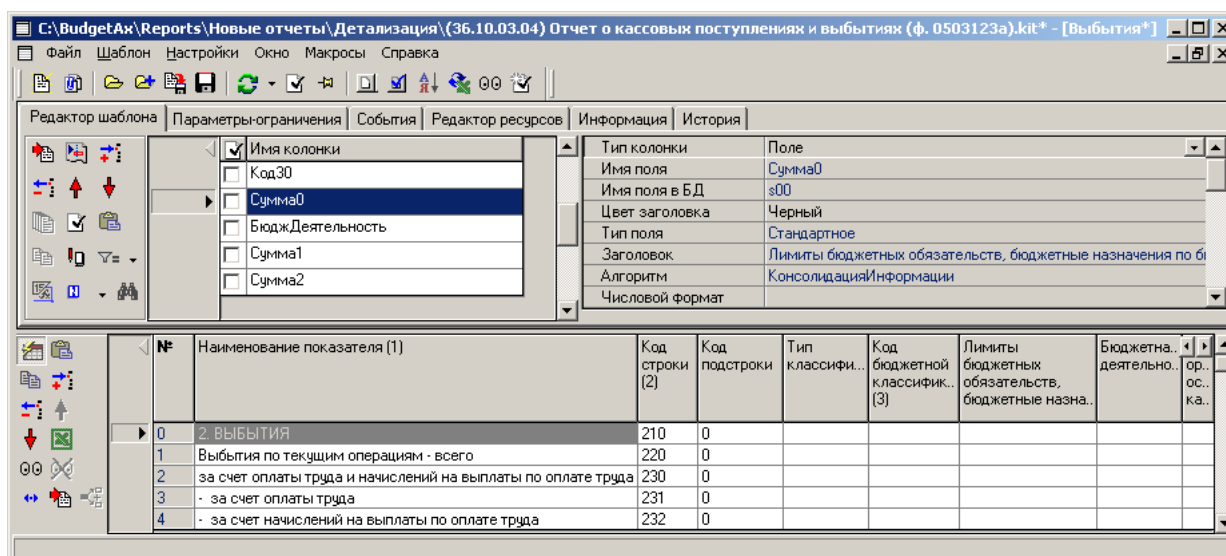 C:\BudgetAx\Reports\Новые отчеты\Детализация\(36.10.03.04) Отчет о кассовых поступлениях и выбытиях (ф. 0503123а).kit* - [Выбытия*]
Файл Шаблон Настройки Окно Макросы Справка
Редактор шаблона Параметры-ограничения События Редактор ресурсов Информация История
Имя колонки
Код30
Сумма0
БюджДеятельность
Сумма1
Сумма2
Тип колонки Поле
Имя поля Сумма0
Имя поля в БД s00
Цвет заголовка Черный
Тип поля Стандартное
Заголовок Лимиты бюджетных обязательств, бюджетные назначения по б
Алгоритм КонсолидацияИнформации
Числовой формат
№ Наименование показателя (1) Код строки (2) Код подстроки Тип классифи... Код бюджетной классифик... (3) Лимиты бюджетных обязательств, бюджетные назна.. Бюджетна.. деятельно.. ор.. ос.. ка..
0 2. ВЫБЫТИЯ 210 0
1 Выбытия по текущим операциям - всего 220 0
2 за счет оплаты труда и начислений на выплаты по оплате труда 230 0
3 - за счет оплаты труда 231 0
4 - за счет начислений на выплаты по оплате труда 232 0